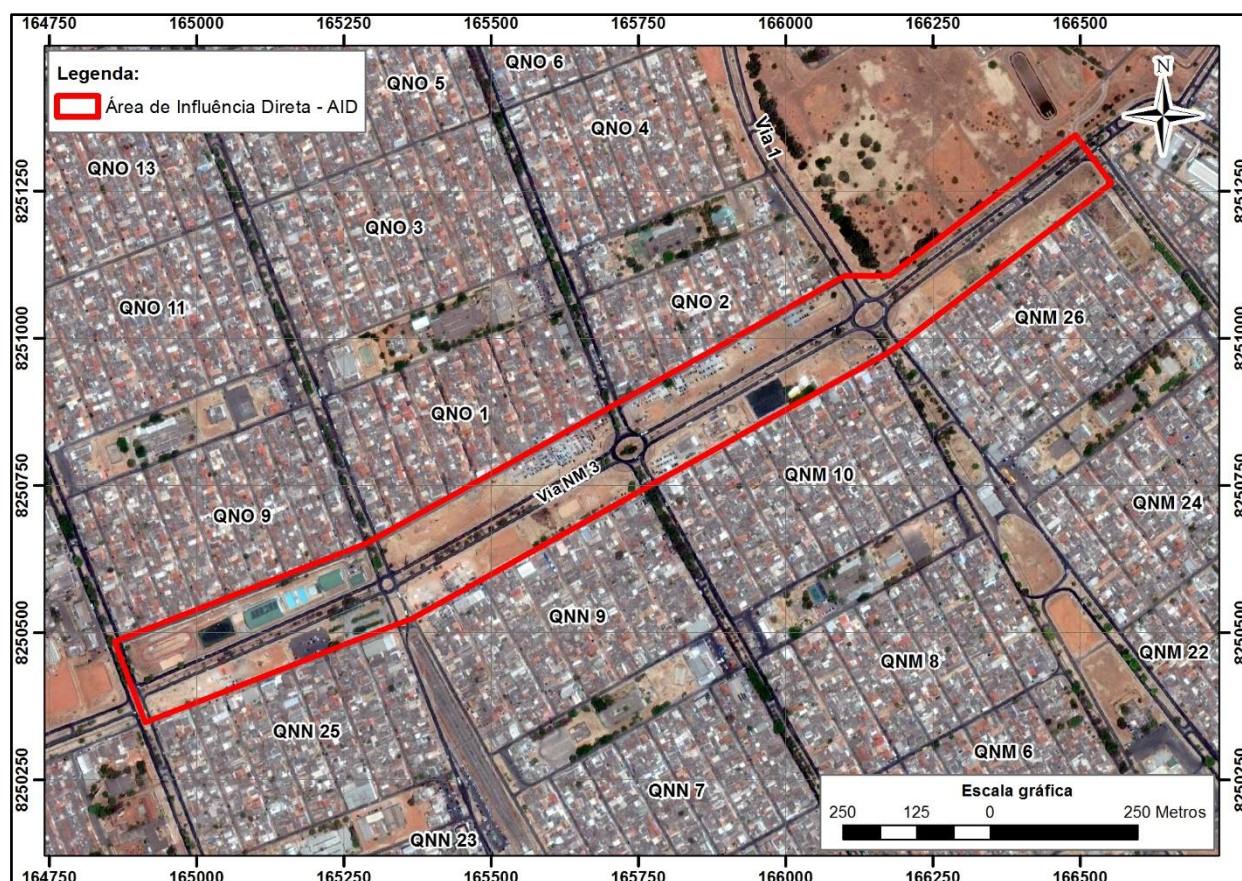 164750 165000 165250 165500 165750 166000 166250 166500
Legenda:
Área de Influência Direta - AID
N
QNO 6
QNO 5
QNO 4
Via 1
QNO 13
8251250
8251250
QNO 3
QNO 11
QNO 2
QNM 26
8251000
8251000
QNO 1
Via NM 3
QNM 10
8250750
8250750
QNO 9
QNM 24
QNN 9
8250500
8250500
QNM 8
QNM 22
QNN 25
QNM 6
QNN 7
8250250
8250250
QNN 23
Escala gráfica
250 125 0 250 Metros
164750 165000 165250 165500 165750 166000 166250 166500